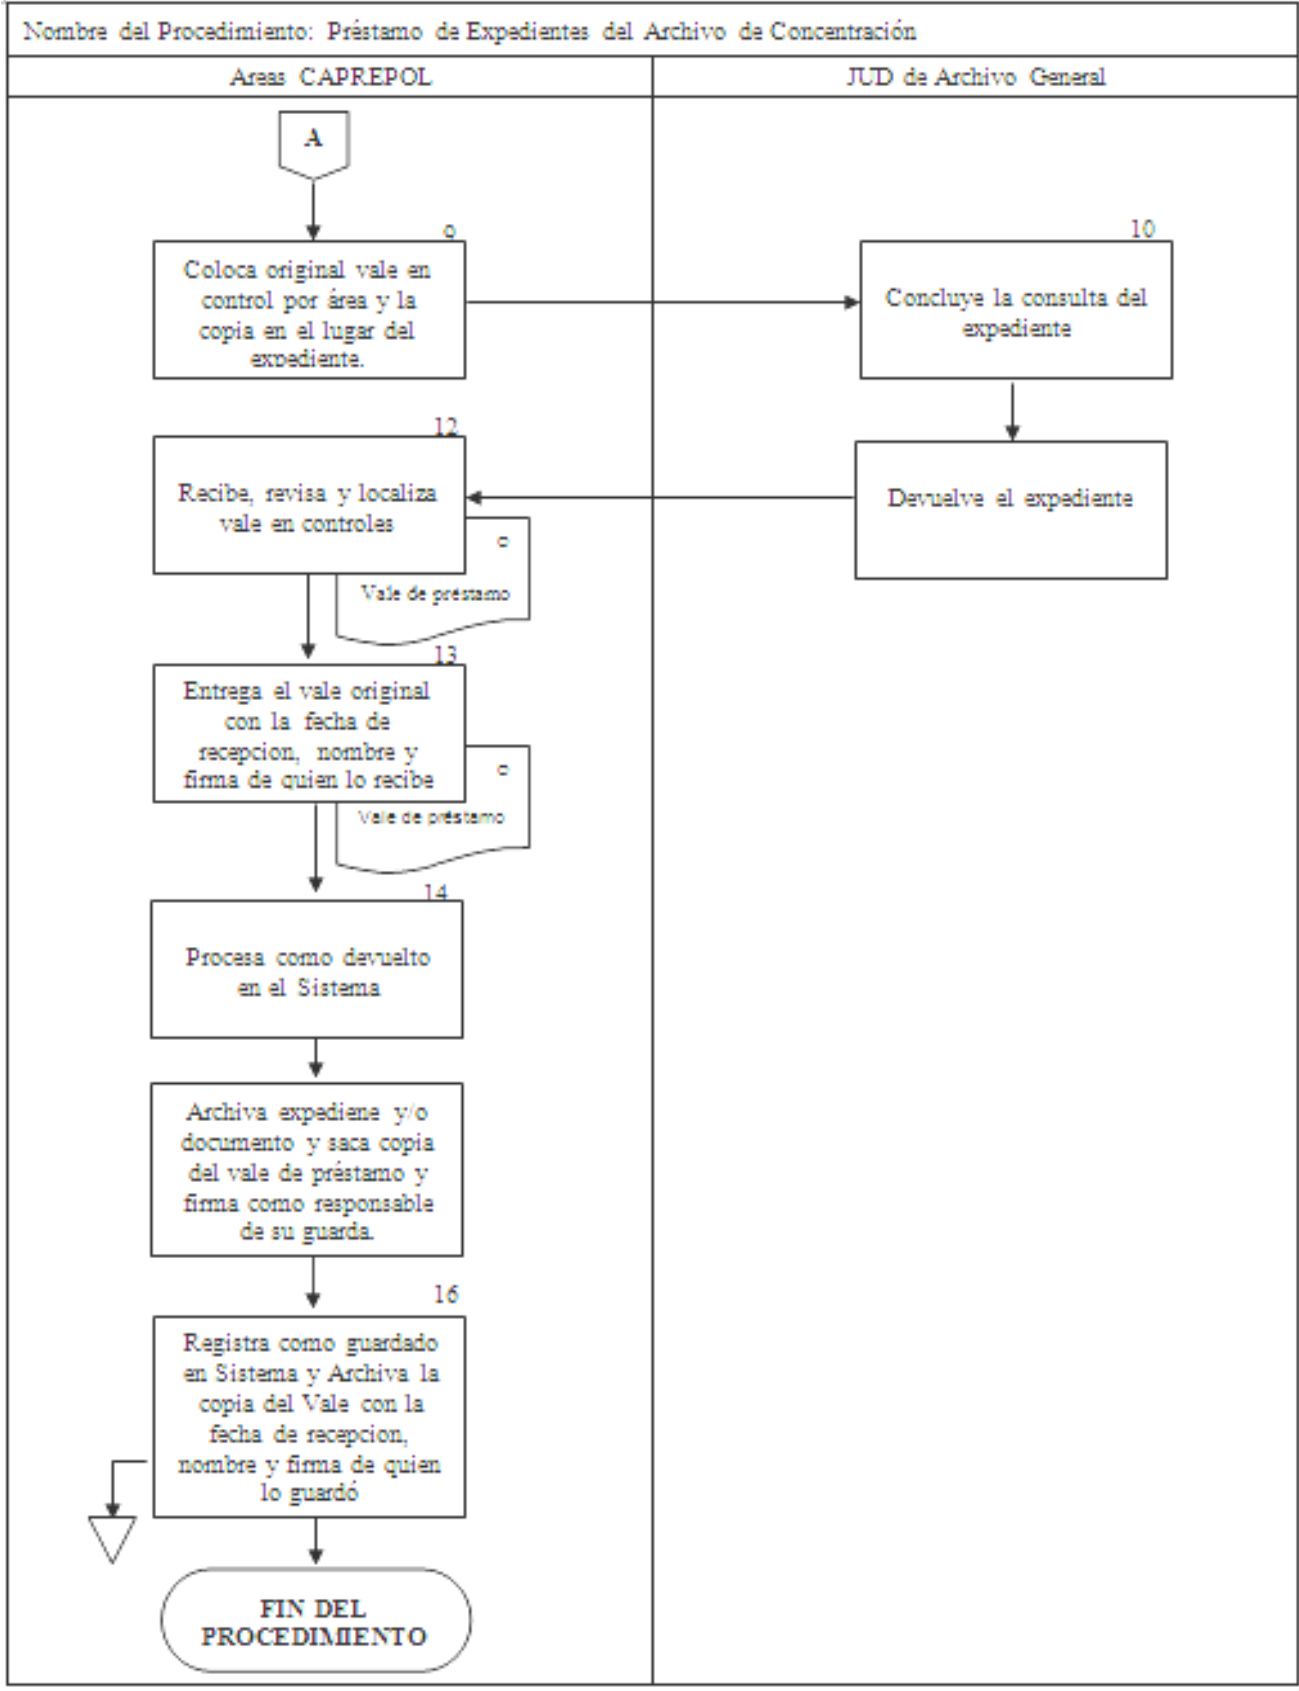 Nombre del Procedimiento: Préstamo de Expedientes del Archivo de Concentración
Areas CAPREPOL
JUD de Archivo General
A
9
Coloca original vale en
control por área y la
copia en el lugar del
expediente.
10
Concluye la consulta del
expediente
12
Recibe, revisa y localiza
vale en controles
Devuelve el expediente
c
Vale de préstamo
13
Entrega el vale original
con la fecha de
recepcion, nombre y
firma de quien lo recibe
c
Vale de préstamo
14
Procesa como devuelto
en el Sistema
Archiva expediene y/o
documento y saca copia
del vale de préstamo y
firma como responsable
de su guarda.
16
Registra como guardado
en Sistema y Archiva la
copia del Vale con la
fecha de recepcion,
nombre y firma de quien
lo guardó
FIN DEL
PROCEDIMIENTO